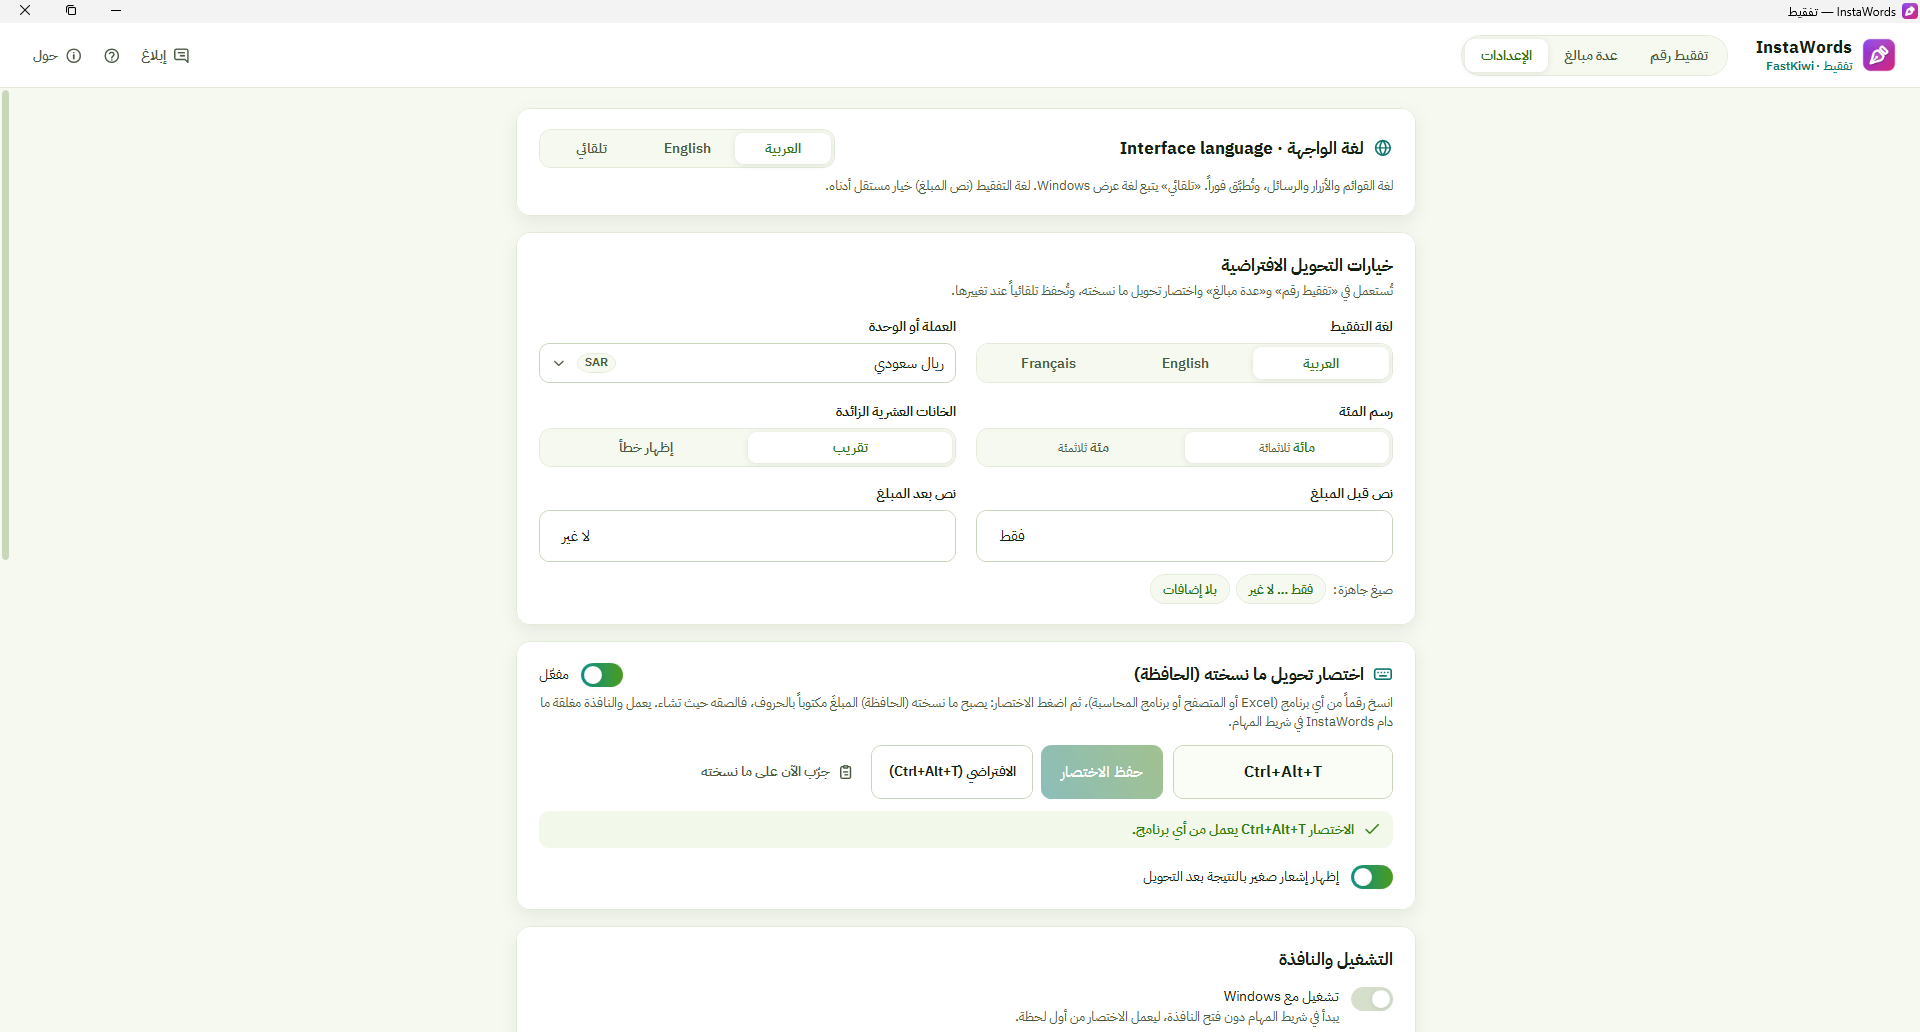 InstaWords — تفقيط
InstaWords
تفقيط · FastKiwi
تفقيط رقم
عدة مبالغ
الإعدادات
إبلاغ
حول
لغة الواجهة · Interface language
العربية
English
تلقائي
لغة القوائم والأزرار والرسائل، وتُطبَّق فوراً. «تلقائي» يتبع لغة عرض Windows. لغة التفقيط (نص المبلغ) خيار مستقل أدناه.
خيارات التحويل الافتراضية
تُستعمل في «تفقيط رقم» و«عدة مبالغ» واختصار تحويل ما نسخته، وتُحفظ تلقائياً عند تغييرها.
لغة التفقيط
العربية
English
Français
العملة أو الوحدة
ريال سعودي
SAR
رسم المئة
مائة ثلاثمائة
مئة ثلاثمئة
الخانات العشرية الزائدة
تقريب
إظهار خطأ
نص قبل المبلغ
فقط
نص بعد المبلغ
لا غير
صيغ جاهزة:
فقط ... لا غير
بلا إضافات
اختصار تحويل ما نسخته (الحافظة)
مفعّل
انسخ رقماً من أي برنامج (Excel أو المتصفح أو برنامج المحاسبة)، ثم اضغط الاختصار: يصبح ما نسخته (الحافظة) المبلغَ مكتوباً بالحروف، فالصقه حيث تشاء. يعمل والنافذة مغلقة ما
دام InstaWords في شريط المهام.
Ctrl+Alt+T
حفظ الاختصار
الافتراضي (Ctrl+Alt+T)
جرّب الآن على ما نسخته
الاختصار Ctrl+Alt+T يعمل من أي برنامج.
إظهار إشعار صغير بالنتيجة بعد التحويل
التشغيل والنافذة
تشغيل مع Windows
يبدأ في شريط المهام دون فتح النافذة، ليعمل الاختصار من أول لحظة.